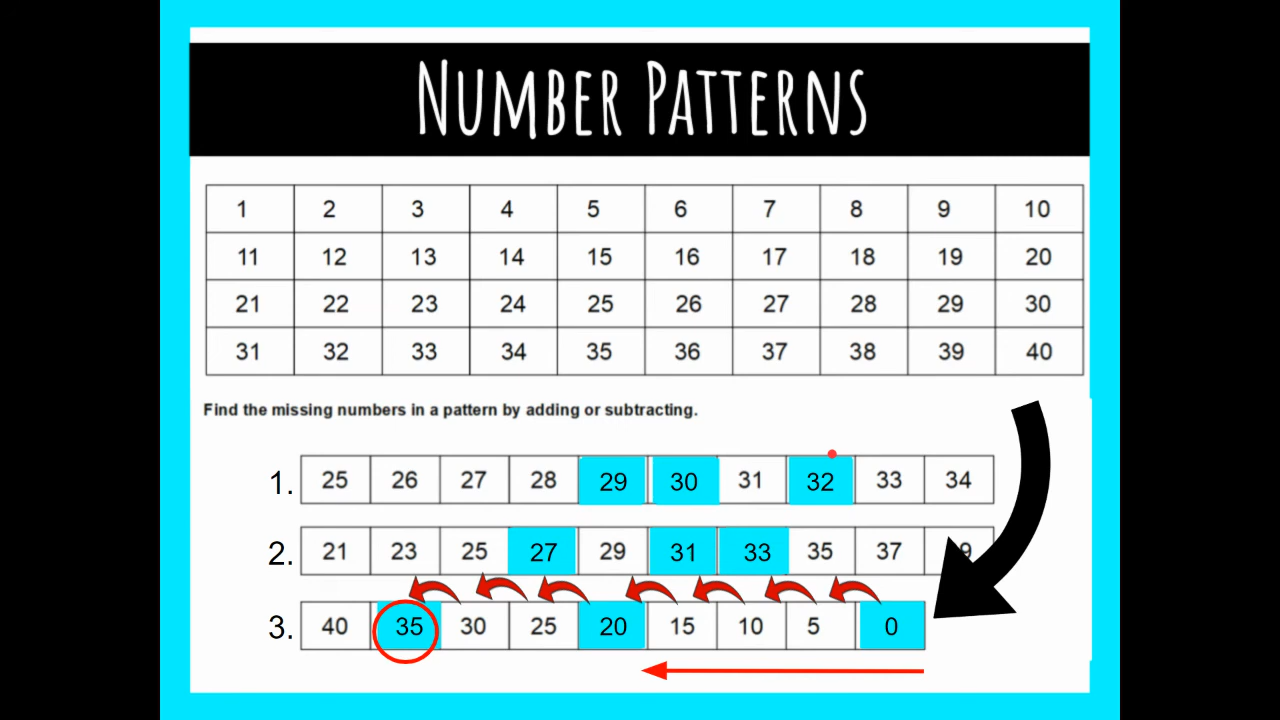 NUMBER PATTERNS
1 2 3 4 5 6 7 8 9 10
11 12 13 14 15 16 17 18 19 20
21 22 23 24 25 26 27 28 29 30
31 32 33 34 35 36 37 38 39 40
Find the missing numbers in a pattern by adding or subtracting.
1. 25 26 27 28 29 30 31 32 33 34
2. 21 23 25 27 29 31 33 35 37 9
3. 40 35 30 25 20 15 10 5 0